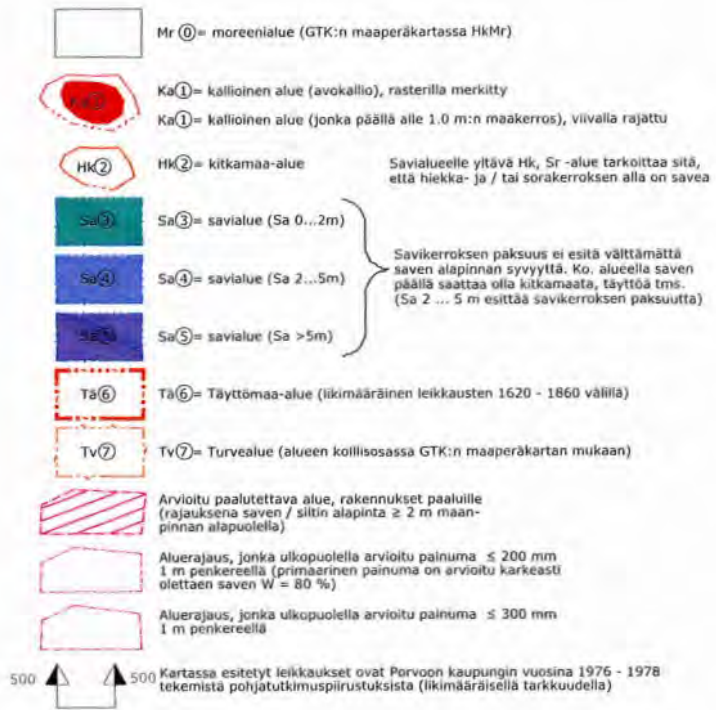 Mr ⓪= moreenialue (GTK:n maaperäkartassa HkMr)
Ka①
Ka①= kallioinen alue (avokallio), rasterilla merkitty
Ka①= kallioinen alue (jonka päällä alle 1.0 m:n maakerros), viivalla rajattu
Hk②
Hk②= kitkamaa-alue
Savialueelle yltävä Hk, Sr -alue tarkoittaa sitä,
että hiekka- ja / tai sorakerroksen alla on savea
Sa③
Sa③= savialue (Sa 0...2m)
Sa④
Sa④= savialue (Sa 2...5m)
Sa⑤
Sa⑤= savialue (Sa >5m)
Savikerroksen paksuus ei esitä välttämättä
saven alapinnan syvyyttä. Ko. alueella saven
päällä saattaa olla kitkamaata, täyttöä tms.
(Sa 2 ... 5 m esittää savikerroksen paksuutta)
Tä⑥
Tä⑥= Täyttömaa-alue (likimääräinen leikkausten 1620 - 1860 välillä)
Tv⑦
Tv⑦= Turvealue (alueen koillisosassa GTK:n maaperäkartan mukaan)
Arvioitu paalutettava alue, rakennukset paaluille
(rajauksena saven / siltin alapinta ≥ 2 m maan-
pinnan alapuolella)
Aluerajaus, jonka ulkopuolella arvioitu painuma ≤ 200 mm
1 m penkereellä (primaarinen painuma on arvioitu karkeasti
olettaen saven W = 80 %)
Aluerajaus, jonka ulkopuolella arvioitu painuma ≤ 300 mm
1 m penkereellä
500 500 Kartassa esitetyt leikkaukset ovat Porvoon kaupungin vuosina 1976 - 1978
tekemistä pohjatutkimuspiirustuksista (likimääräisellä tarkkuudella)